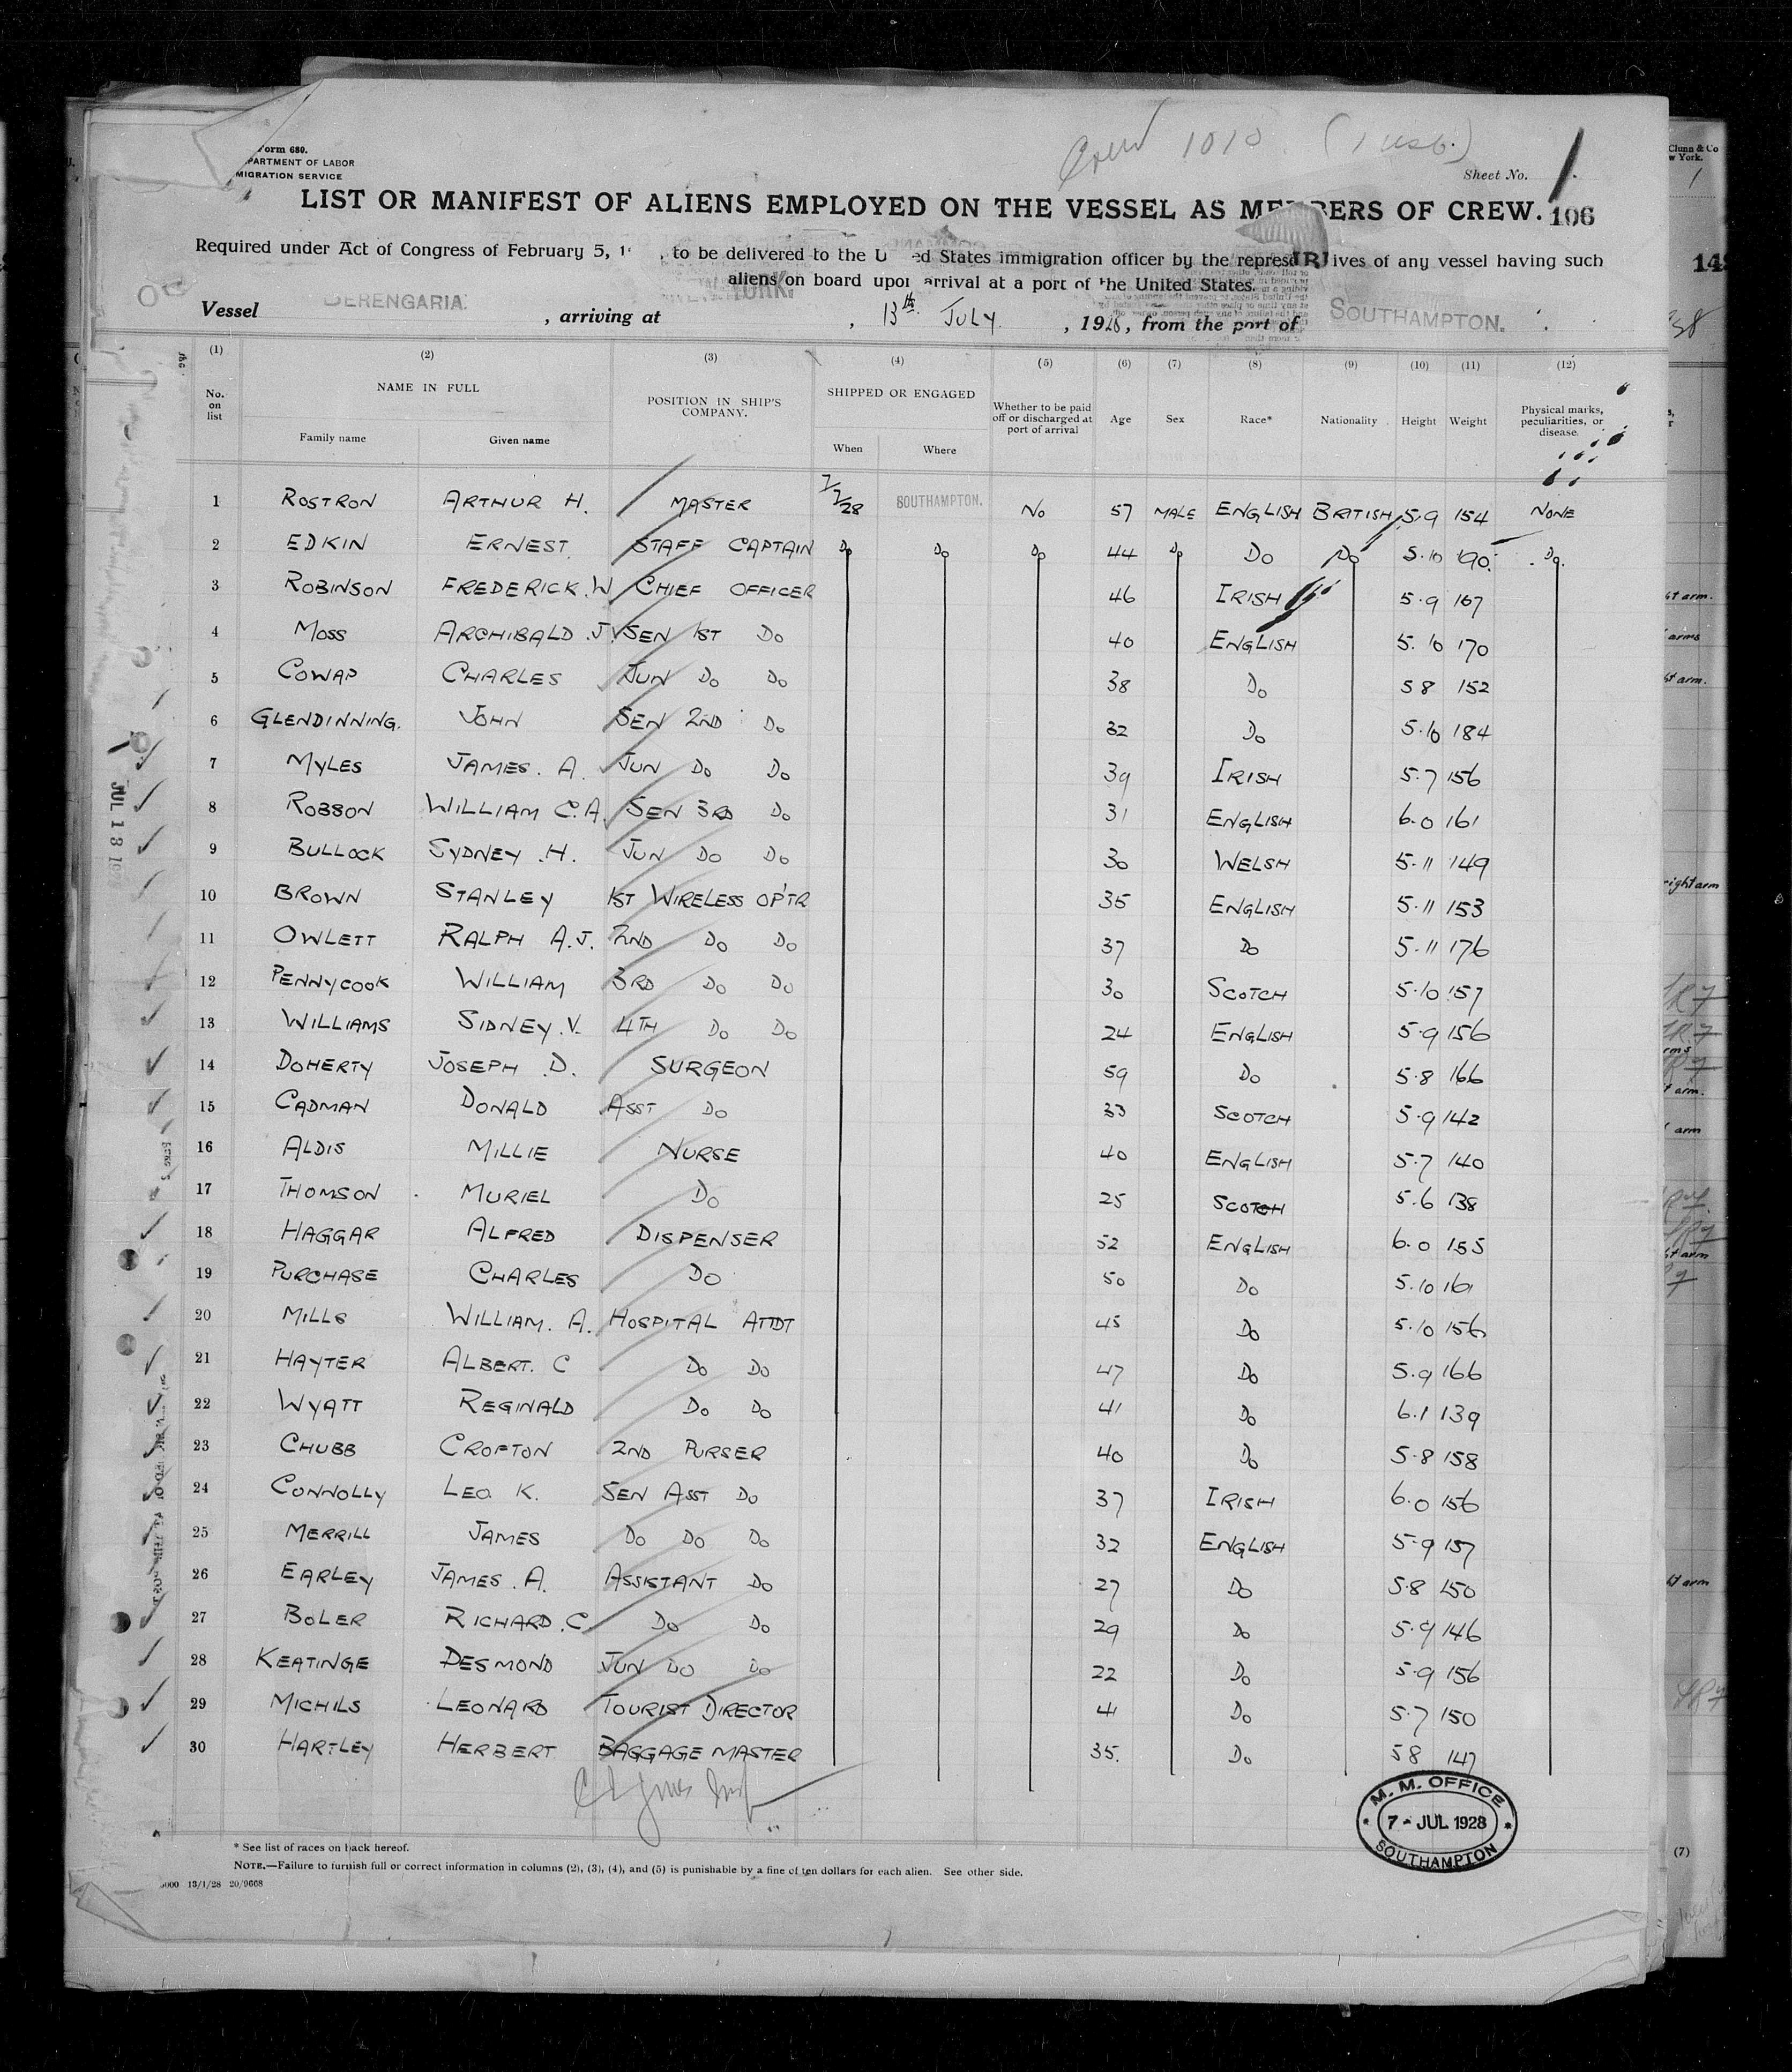 Form 680.
PARTMENT OF LABOR
MIGRATION SERVICE
Crew 1010 (1 usb.)
Sheet No. 1
LIST OR MANIFEST OF ALIENS EMPLOYED ON THE VESSEL AS MEMBERS OF CREW. 106
Required under Act of Congress of February 5, 1 , to be delivered to the U ed States immigration officer by the represe ives of any vessel having such
aliens on board upon arrival at a port of the United States.
Vessel BERENGARIA. , arriving at NEW YORK. , 13th JULY , 1928, from the port of SOUTHAMPTON.
(1) (2) (3) (4) (5) (6) (7) (8) (9) (10) (11) (12)
No. on list NAME IN FULL Family name Given name POSITION IN SHIP'S COMPANY. SHIPPED OR ENGAGED When Where Whether to be paid off or discharged at port of arrival Age Sex Race* Nationality Height Weight Physical marks, peculiarities, or disease.
1 ROSTRON ARTHUR H. MASTER 7/7/28 SOUTHAMPTON. NO 57 MALE ENGLISH BRITISH 5.9 154 NONE
2 EDKIN ERNEST STAFF CAPTAIN DO DO DO 44 DO DO DO 5.10 190 DO.
3 ROBINSON FREDERICK.W CHIEF OFFICER 46 IRISH 5.9 167
4 MOSS ARCHIBALD.J. SEN 1ST DO 40 ENGLISH 5.10 170
5 COWAP CHARLES JUN DO DO 38 DO 5 8 152
6 GLENDINNING. JOHN SEN 2ND DO 32 DO 5.10 184
7 MYLES JAMES. A. JUN DO DO 39 IRISH 5.7 156
8 ROBSON WILLIAM C.A. SEN 3RD DO 31 ENGLISH 6.0 161
9 BULLOCK SYDNEY .H. JUN DO DO 30 WELSH 5.11 149
10 BROWN STANLEY 1ST WIRELESS OP'TR 35 ENGLISH 5.11 153
11 OWLETT RALPH A.J. 2ND DO DO 37 DO 5.11 176
12 PENNYCOOK WILLIAM 3RD DO DO 30 SCOTCH 5.10 157
13 WILLIAMS SIDNEY.V. 4TH DO DO 24 ENGLISH 5.9 156
14 DOHERTY JOSEPH .D. SURGEON 59 DO 5.8 166
15 CADMAN DONALD ASST DO 33 SCOTCH 5.9 142
16 ALDIS MILLIE NURSE 40 ENGLISH 5.7 140
17 THOMSON MURIEL DO 25 SCOTCH 5.6 138
18 HAGGAR ALFRED DISPENSER 52 ENGLISH 6.0 155
19 PURCHASE CHARLES DO 50 DO 5.10 161
20 MILLS WILLIAM. A. HOSPITAL ATTDT 45 DO 5.10 156
21 HAYTER ALBERT. C DO DO 47 DO 5.9 166
22 WYATT REGINALD DO DO 41 DO 6.1 139
23 CHUBB CROFTON 2ND PURSER 40 DO 5.8 158
24 CONNOLLY LEO K. SEN ASST DO 37 IRISH 6.0 156
25 MERRILL JAMES DO DO DO 32 ENGLISH 5.9 157
26 EARLEY JAMES .A. ASSISTANT DO 27 DO 5.8 150
27 BOLER RICHARD.C. DO DO 29 DO 5.9 146
28 KEATINGE DESMOND JUN DO DO 22 DO 5.9 156
29 MICHILS LEONARD TOURIST DIRECTOR 41 DO 5.7 150
30 HARTLEY HERBERT BAGGAGE MASTER 35. DO 5 8 147
M. M. OFFICE
7 - JUL 1928
SOUTHAMPTON
* See list of races on back hereof.
NOTE.—Failure to furnish full or correct information in columns (2), (3), (4), and (5) is punishable by a fine of ten dollars for each alien. See other side.
5000 13/1/28 20/9668